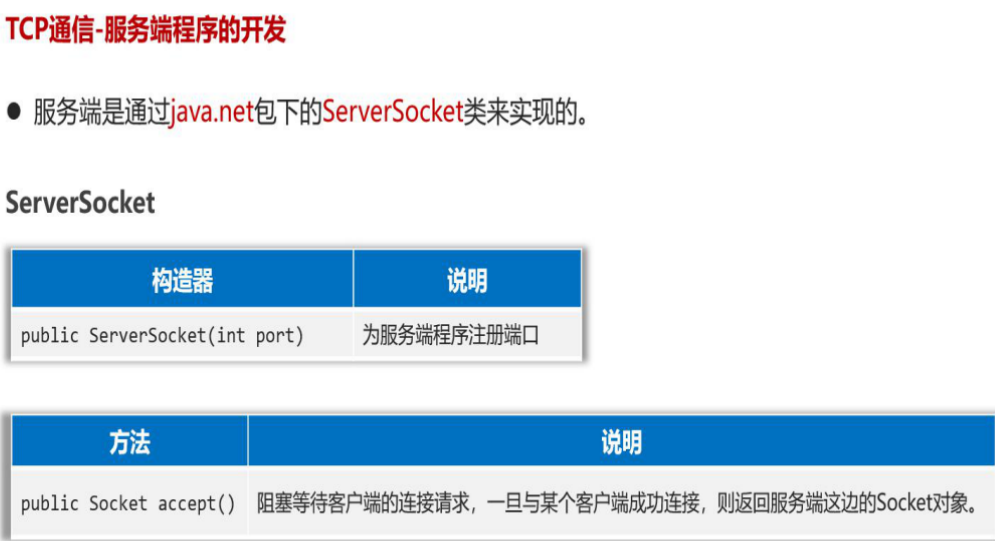 TCP通信-服务端程序的开发
● 服务端是通过java.net包下的ServerSocket类来实现的。
ServerSocket
构造器 说明
public ServerSocket(int port) 为服务端程序注册端口
方法 说明
public Socket accept() 阻塞等待客户端的连接请求，一旦与某个客户端成功连接，则返回服务端这边的Socket对象。